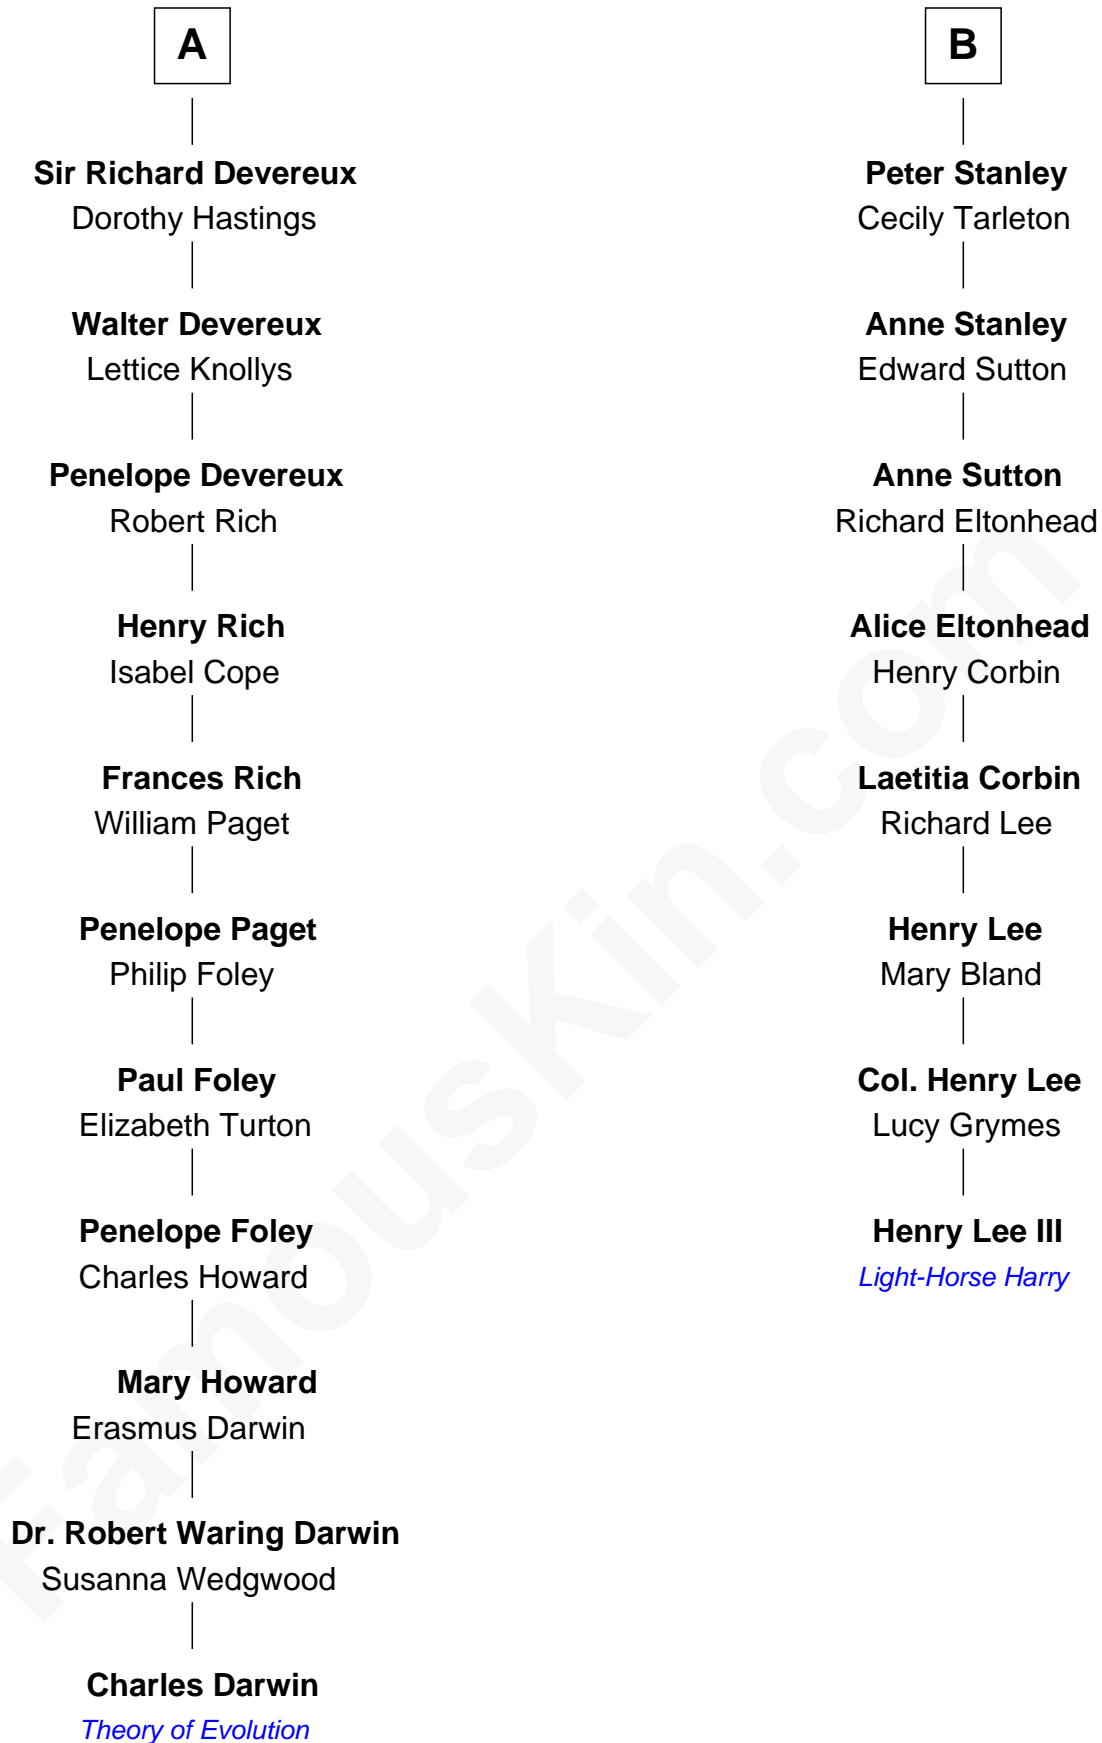 A
Sir Richard Devereux
Dorothy Hastings
Walter Devereux
Lettice Knollys
Penelope Devereux
Robert Rich
Henry Rich
Isabel Cope
Frances Rich
William Paget
Penelope Paget
Philip Foley
Paul Foley
Elizabeth Turton
Penelope Foley
Charles Howard
Mary Howard
Erasmus Darwin
Dr. Robert Waring Darwin
Susanna Wedgwood
Charles Darwin
Theory of Evolution
B
Peter Stanley
Cecily Tarleton
Anne Stanley
Edward Sutton
Anne Sutton
Richard Eltonhead
Alice Eltonhead
Henry Corbin
Laetitia Corbin
Richard Lee
Henry Lee
Mary Bland
Col. Henry Lee
Lucy Grymes
Henry Lee III
Light-Horse Harry
FamousKin.com